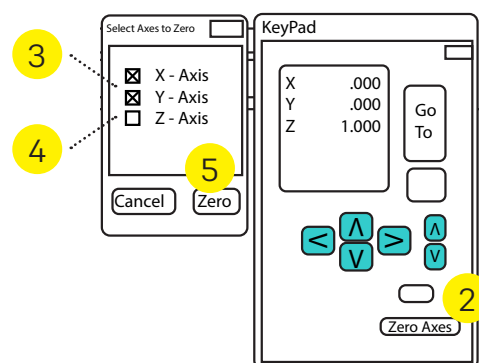 Select Axes to Zero
3
X - Axis
Y - Axis
4
Z - Axis
5
Cancel
Zero
KeyPad
X .000
Y .000
Z 1.000
Go
To
< Λ > Λ
V V
2
Zero Axes